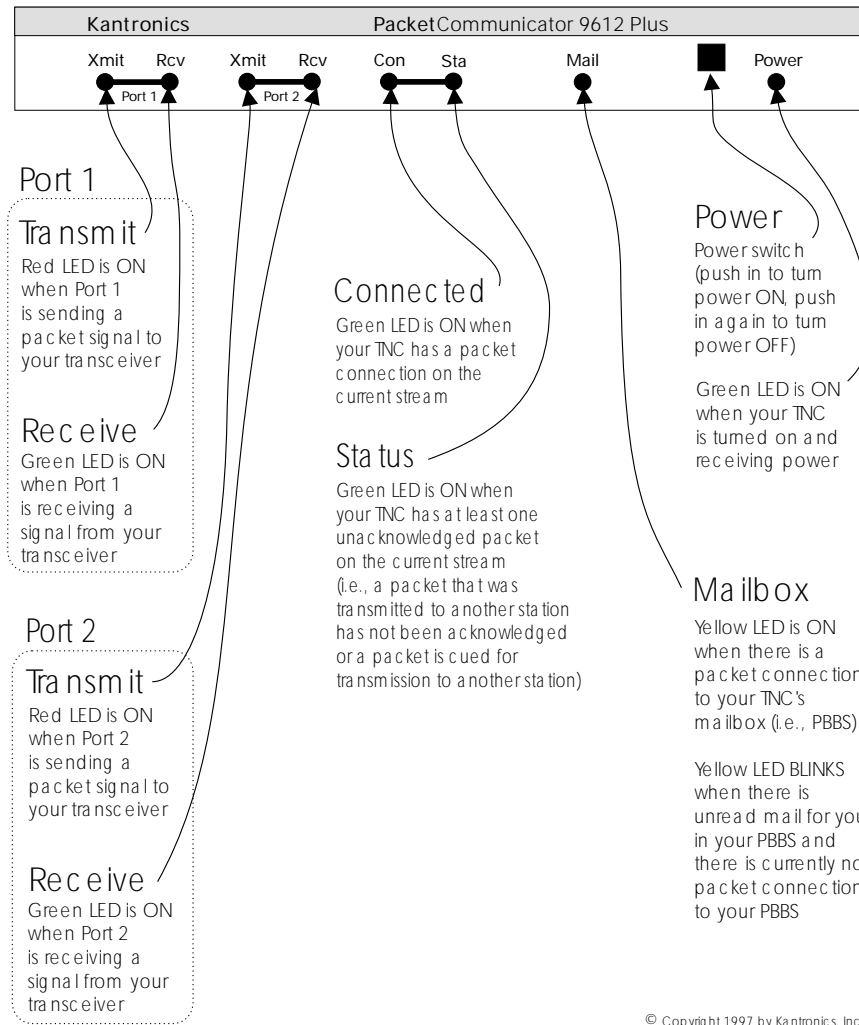 Kantronics PacketCommunicator 9612 Plus
Xmit Rcv Xmit Rcv Con Sta Mail Power
Port 1 Port 2
Port 1
Transmit
Red LED is ON
when Port 1
is sending a
packet signal to
your transceiver
Receive
Green LED is ON
when Port 1
is receiving a
signal from your
transceiver
Port 2
Transmit
Red LED is ON
when Port 2
is sending a
packet signal to
your transceiver
Receive
Green LED is ON
when Port 2
is receiving a
signal from your
transceiver
Connected
Green LED is ON when
your TNC has a packet
connection on the
current stream
Status
Green LED is ON when
your TNC has at least one
unacknowledged packet
on the current stream
(i.e., a packet that was
transmitted to another station
has not been acknowledged
or a packet is cued for
transmission to another station)
Power
Power switch
(push in to turn
power ON, push
in again to turn
power OFF)
Green LED is ON
when your TNC
is turned on and
receiving power
Mailbox
Yellow LED is ON
when there is a
packet connection
to your TNC's
mailbox (i.e., PBBS)
Yellow LED BLINKS
when there is
unread mail for you
in your PBBS and
there is currently no
packet connection
to your PBBS
© Copyright 1997 by Kantronics, Inc